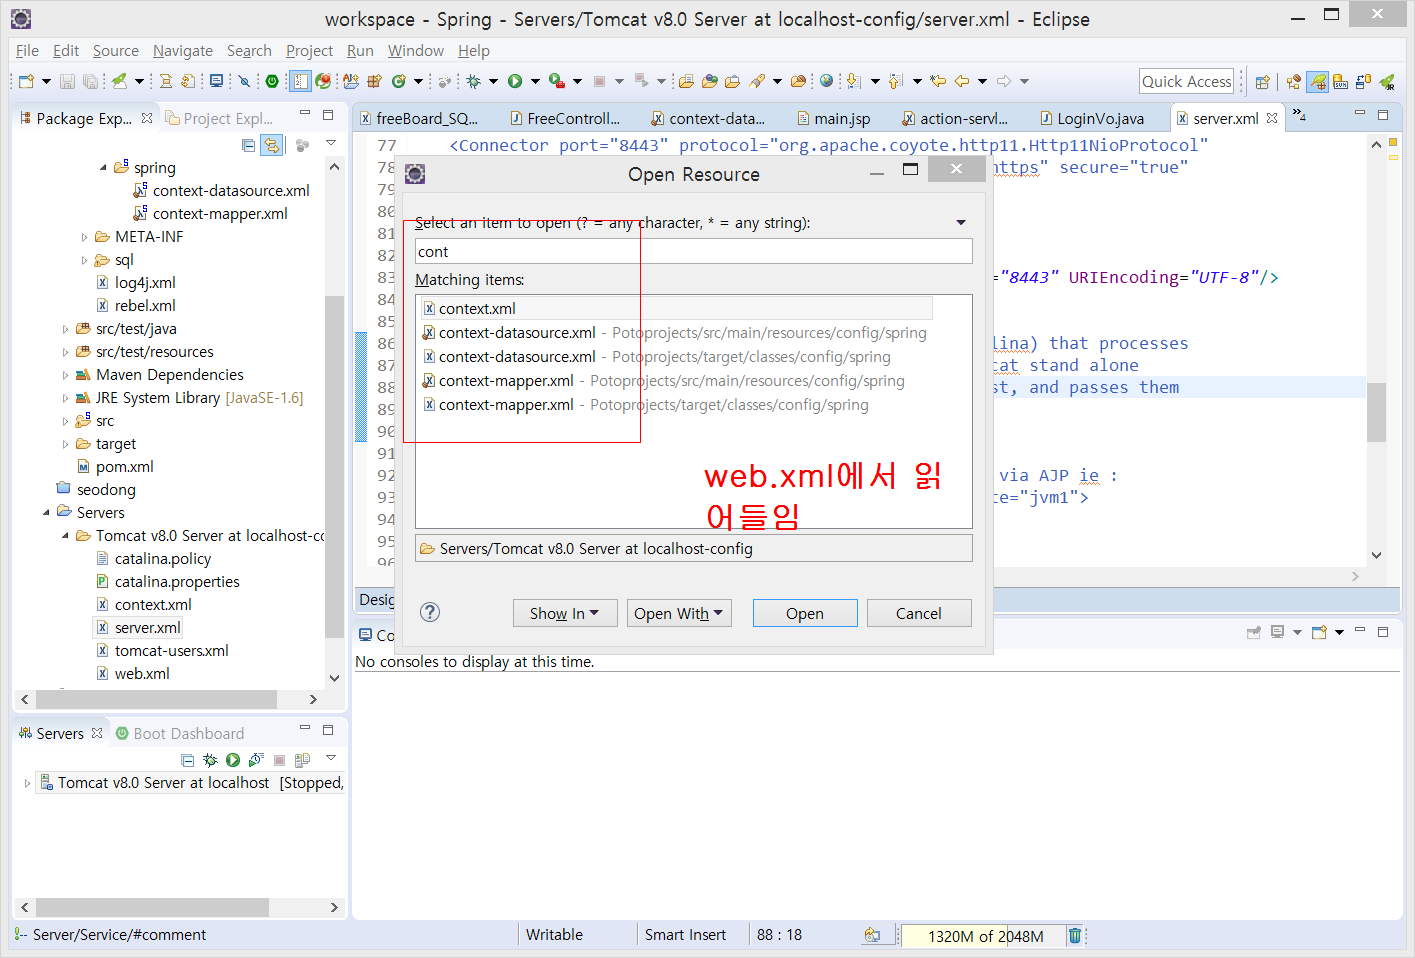 workspace - Spring - Servers/Tomcat v8.0 Server at localhost-config/server.xml - Eclipse
File Edit Source Navigate Search Project Run Window Help
Quick Access
Package Exp... Project Expl...
freeBoard_SQ... FreeControll... context-data... main.jsp action-servl... LoginVo.java server.xml »4
spring
context-datasource.xml
context-mapper.xml
META-INF
sql
log4j.xml
rebel.xml
src/test/java
src/test/resources
Maven Dependencies
JRE System Library [JavaSE-1.6]
src
target
pom.xml
seodong
Servers
Tomcat v8.0 Server at localhost-co
catalina.policy
catalina.properties
context.xml
server.xml
tomcat-users.xml
web.xml
77 <Connector port="8443" protocol="org.apache.coyote.http11.Http11NioProtocol"
78 https" secure="true"
79
80
81
82
83 ="8443" URIEncoding="UTF-8"/>
84
85
86 lina) that processes
87 cat stand alone
88 st, and passes them
89
90
91
92 via AJP ie :
93 te="jvm1">
94
95
96
Open Resource
Select an item to open (? = any character, * = any string):
cont
Matching items:
context.xml
context-datasource.xml - Potoprojects/src/main/resources/config/spring
context-datasource.xml - Potoprojects/target/classes/config/spring
context-mapper.xml - Potoprojects/src/main/resources/config/spring
context-mapper.xml - Potoprojects/target/classes/config/spring
web.xml에서 읽
어들임
Servers/Tomcat v8.0 Server at localhost-config
Show In Open With Open Cancel
Desig
Co
No consoles to display at this time.
Servers Boot Dashboard
Tomcat v8.0 Server at localhost [Stopped,
Server/Service/#comment Writable Smart Insert 88 : 18 1320M of 2048M